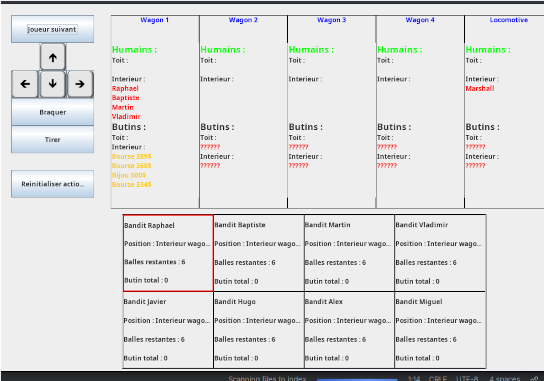 Joueur suivant
Braquer
Tirer
Reinitialiser actio...
Wagon 1
Humains :
Toit :
Interieur :
Raphael
Baptiste
Martin
Vladimir
Butins :
Toit :
Interieur :
Bourse 389$
Bourse 368$
Bijou 500$
Bourse 334$
Wagon 2
Humains :
Toit :
Interieur :
Butins :
Toit :
??????
Interieur :
??????
Wagon 3
Humains :
Toit :
Interieur :
Butins :
Toit :
??????
Interieur :
??????
Wagon 4
Humains :
Toit :
Interieur :
Butins :
Toit :
??????
Interieur :
??????
Locomotive
Humains :
Toit :
Interieur :
Marshall
Butins :
Toit :
??????
Interieur :
??????
Bandit Raphael
Position : Interieur wago...
Balles restantes : 6
Butin total : 0
Bandit Baptiste
Position : Interieur wago...
Balles restantes : 6
Butin total : 0
Bandit Martin
Position : Interieur wago...
Balles restantes : 6
Butin total : 0
Bandit Vladimir
Position : Interieur wago...
Balles restantes : 6
Butin total : 0
Bandit Javier
Position : Interieur wago...
Balles restantes : 6
Butin total : 0
Bandit Hugo
Position : Interieur wago...
Balles restantes : 6
Butin total : 0
Bandit Alex
Position : Interieur wago...
Balles restantes : 6
Butin total : 0
Bandit Miguel
Position : Interieur wago...
Balles restantes : 6
Butin total : 0
Scanning files to index
1:14 CRLF UTF-8 4 spaces